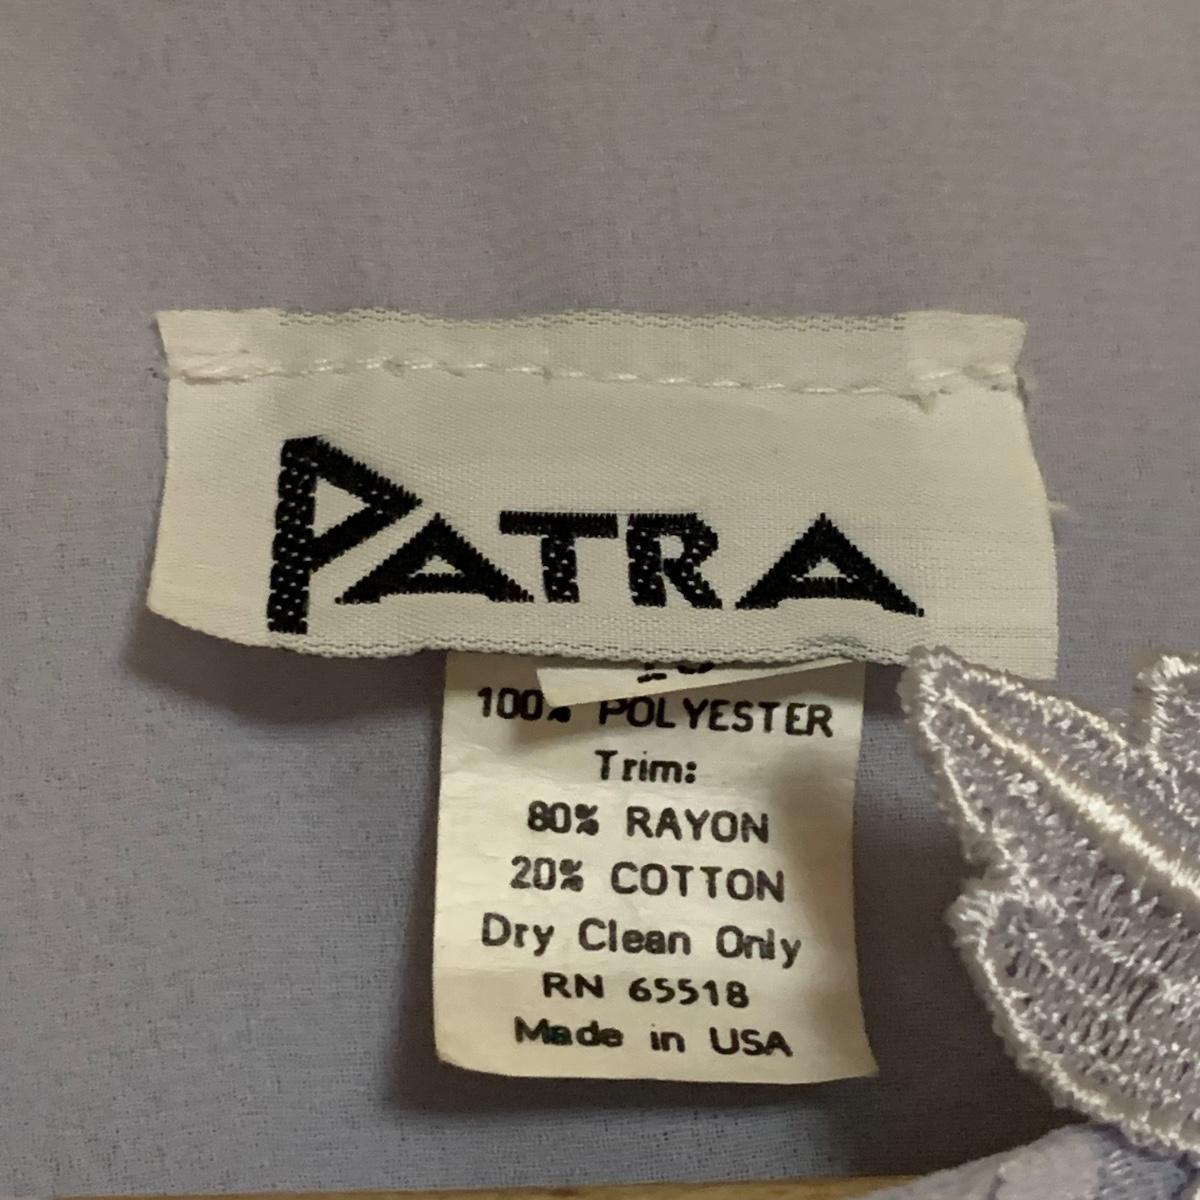 PATRA
100% POLYESTER
Trim:
80% RAYON
20% COTTON
Dry Clean Only
RN 65518
Made in USA